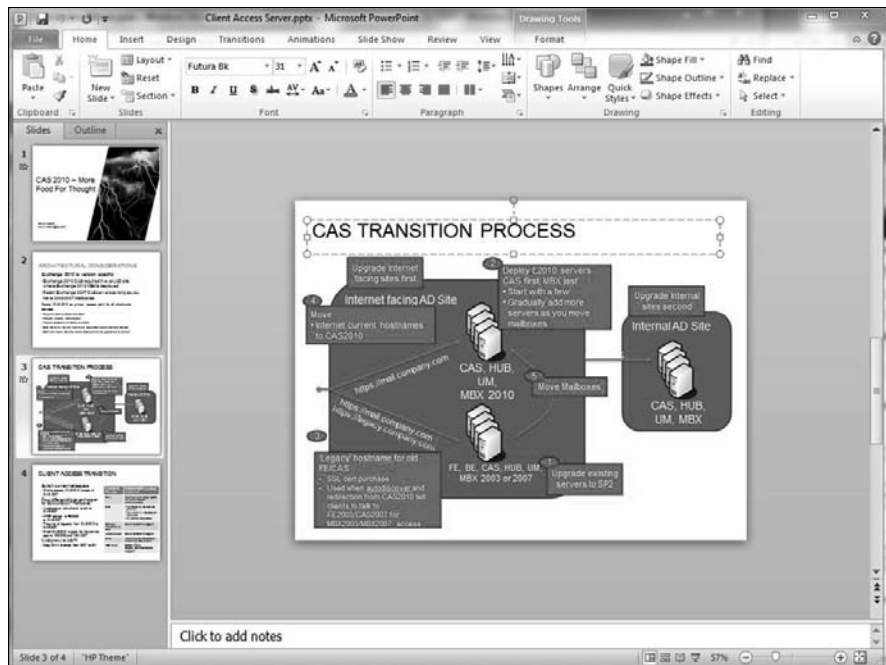 Client Access Server.pptx - Microsoft PowerPoint
Drawing Tools
File Home Insert Design Transitions Animations Slide Show Review View Format
Paste
New
Slide
Layout
Reset
Section
Futura Bk 31
Shapes Arrange Quick
Styles
Shape Fill
Shape Outline
Shape Effects
Find
Replace
Select
Clipboard Slides Font Paragraph Drawing Editing
Slides Outline
1
CAS 2010 – More
Food For Thought
2
ARCHITECTURAL CONSIDERATIONS
3
CAS TRANSITION PROCESS
4
CLIENT ACCESS TRANSITION
CAS TRANSITION PROCESS
Upgrade Internet
facing sites first
2
Deploy E2010 servers
CAS first, MBX last
• Start with a few
• Gradually add more
servers as you move
mailboxes
4
Internet facing AD Site
Move
• Internet current hostnames
to CAS2010
Upgrade Internal
sites second
Internal AD Site
https://mail.company.com
CAS, HUB,
UM,
MBX 2010
5
Move Mailboxes
CAS, HUB,
UM, MBX
https://mail.company.com
https://legacy.company.com
3
'Legacy' hostname for old
FE/CAS
• SSL cert purchase
• Used when autodiscover and
redirection from CAS2010 tell
clients to talk to
FE2003/CAS2007 for
MBX2003/MBX2007 access
FE, BE, CAS, HUB, UM,
MBX 2003 or 2007
1
Upgrade existing
servers to SP2
Click to add notes
Slide 3 of 4 "HP Theme" 57%